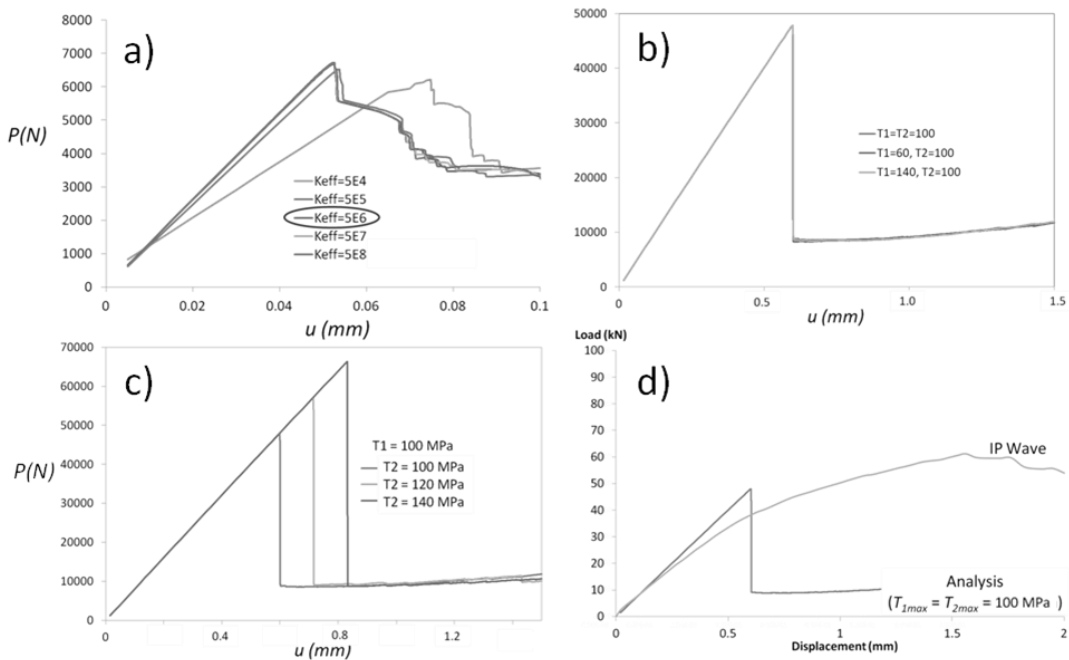 a)
8000
7000
6000
5000
4000
3000
2000
1000
0
P(N)
Keff=5E4
Keff=5E5
Keff=5E6
Keff=5E7
Keff=5E8
0
0.02
0.04
0.06
0.08
0.1
u (mm)
b)
50000
40000
30000
20000
10000
0
T1=T2=100
T1=60, T2=100
T1=140, T2=100
0.5
1.0
1.5
u (mm)
c)
70000
60000
50000
40000
30000
20000
10000
0
P(N)
T1 = 100 MPa
T2 = 100 MPa
T2 = 120 MPa
T2 = 140 MPa
0
0.4
0.8
1.2
u (mm)
Load (kN)
d)
100
90
80
70
60
50
40
30
20
10
0
IP Wave
Analysis
( T1max = T2max = 100 MPa )
0
0.5
1
1.5
2
Displacement (mm)